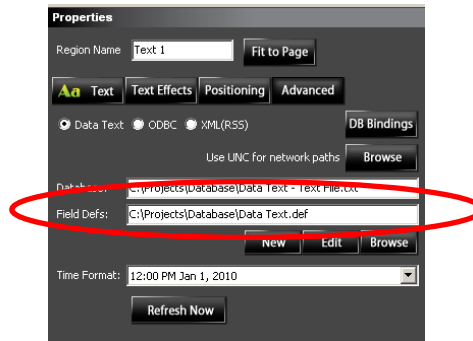 Properties
Region Name Text 1 Fit to Page
Aa Text Text Effects Positioning Advanced
Data Text ODBC XML(RSS) DB Bindings
Use UNC for network paths Browse
Database: C:\Projects\Database\Data Text - Text File.txt
Field Defs: C:\Projects\Database\Data Text.def
New Edit Browse
Time Format: 12:00 PM Jan 1, 2010
Refresh Now